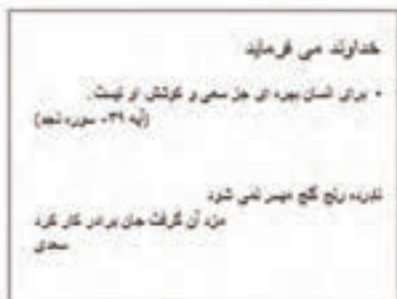 خداوند می فرماید
• برای انسان بهره ای جز سعی و کوشش او نیست.
(آیه ۳۹- سوره نجم)
نابرده رنج گنج میسر نمی شود
مزد آن گرفت جان برادر که کار کرد
سعدی